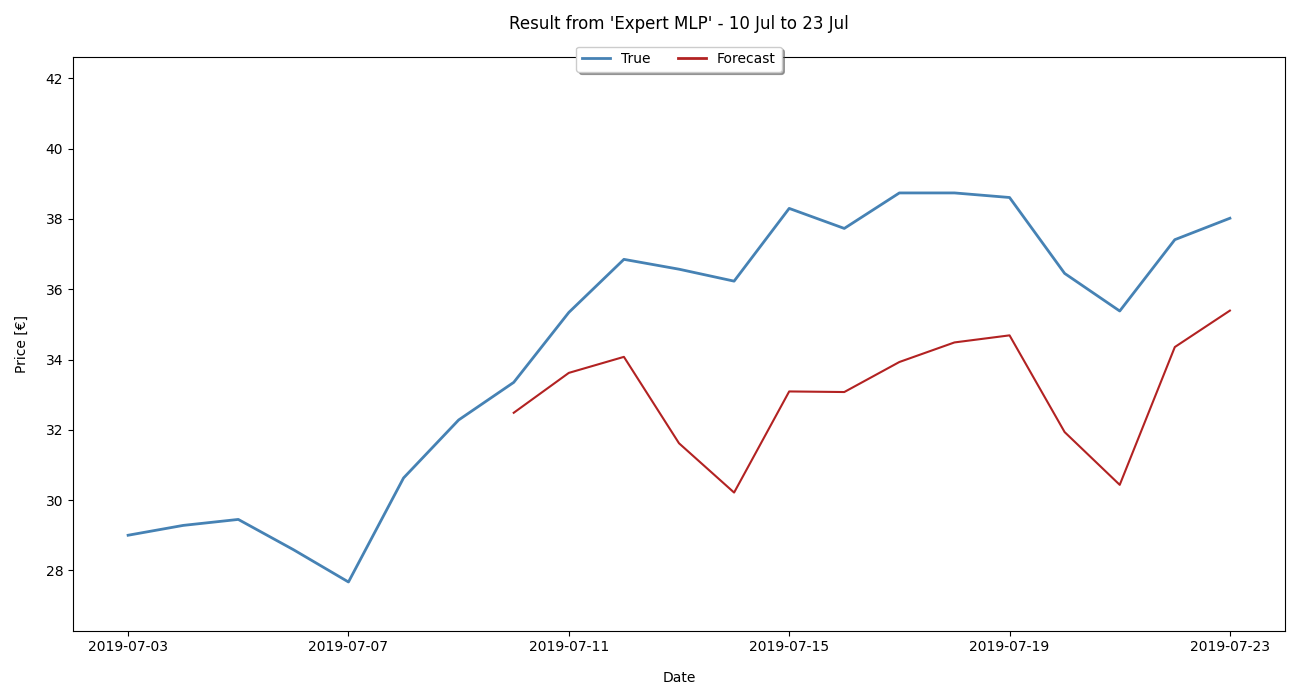 Result from 'Expert MLP' - 10 Jul to 23 Jul
True Forecast
42
40
38
36
34
32
30
28
Price [€]
2019-07-03 2019-07-07 2019-07-11 2019-07-15 2019-07-19 2019-07-23
Date